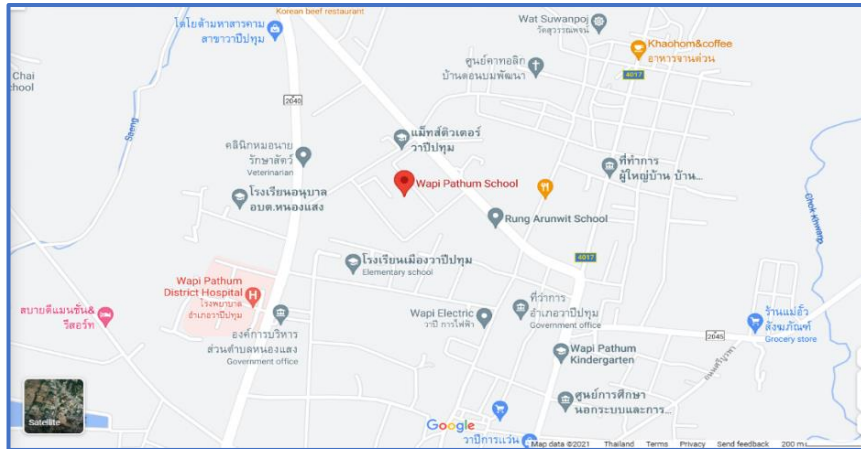 Korean beef restaurant
โลโยล้ามหาสารคาม
สาขาวาปีปทุม
Wat Suwanpoj
วัดสุวรรณพจน์
Khaohom&coffee
อาหารจานด่วน
Chai
hool
ศูนย์คาทอลิก
บ้านดอนบมพัฒนา
4017
2040
Seeng
คลินิกหมอนาย
รักษาสัตว์
Veterinarian
แม็ทส์ติวเตอร์
วาปีปทุม
ที่ทำการ
ผู้ใหญ่บ้าน บ้าน...
Wapi Pathum School
โรงเรียนอนุบาล
อบต.หนองแสง
Rung Arunwit School
โรงเรียนเมืองวาปีปทุม
Elementary school
4017
Wapi Pathum
District Hospital
โรงพยาบาล
อำเภอวาปีปทุม
H
สบายดีแมนชั่น&
รีสอร์ท
องค์การบริหาร
ส่วนตำบลหนองแสง
Government office
Wapi Electric
วาปี การไฟฟ้า
ที่ว่าการ
อำเภอวาปีปทุม
Government office
ร้านแม่อั๋ว
สังฆภัณฑ์
Grocery store
2045
Wapi Pathum
Kindergarten
ศูนย์การศึกษา
นอกระบบและการ...
Satellite
Google
วาปีการแว่น
Map data ©2021 Thailand Terms Privacy Send feedback 200 m